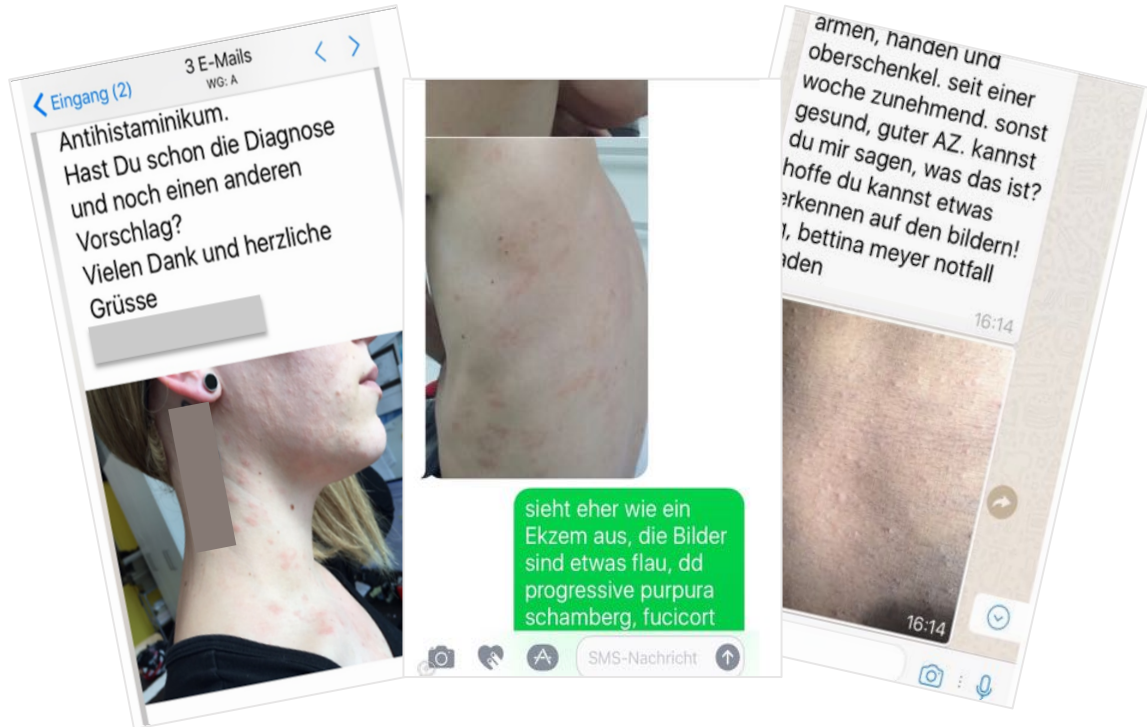 3 E-Mails
WG: A
Eingang (2)
Antihistaminikum.
Hast Du schon die Diagnose
und noch einen anderen
Vorschlag?
Vielen Dank und herzliche
Grüsse
sieht eher wie ein
Ekzem aus, die Bilder
sind etwas flau, dd
progressive purpura
schamberg, fucicort
SMS-Nachricht
armen, händen und
oberschenkel. seit einer
woche zunehmend. sonst
gesund, guter AZ. kannst
du mir sagen, was das ist?
hoffe du kannst etwas
erkennen auf den bildern!
, bettina meyer notfall
aden
16:14
16:14